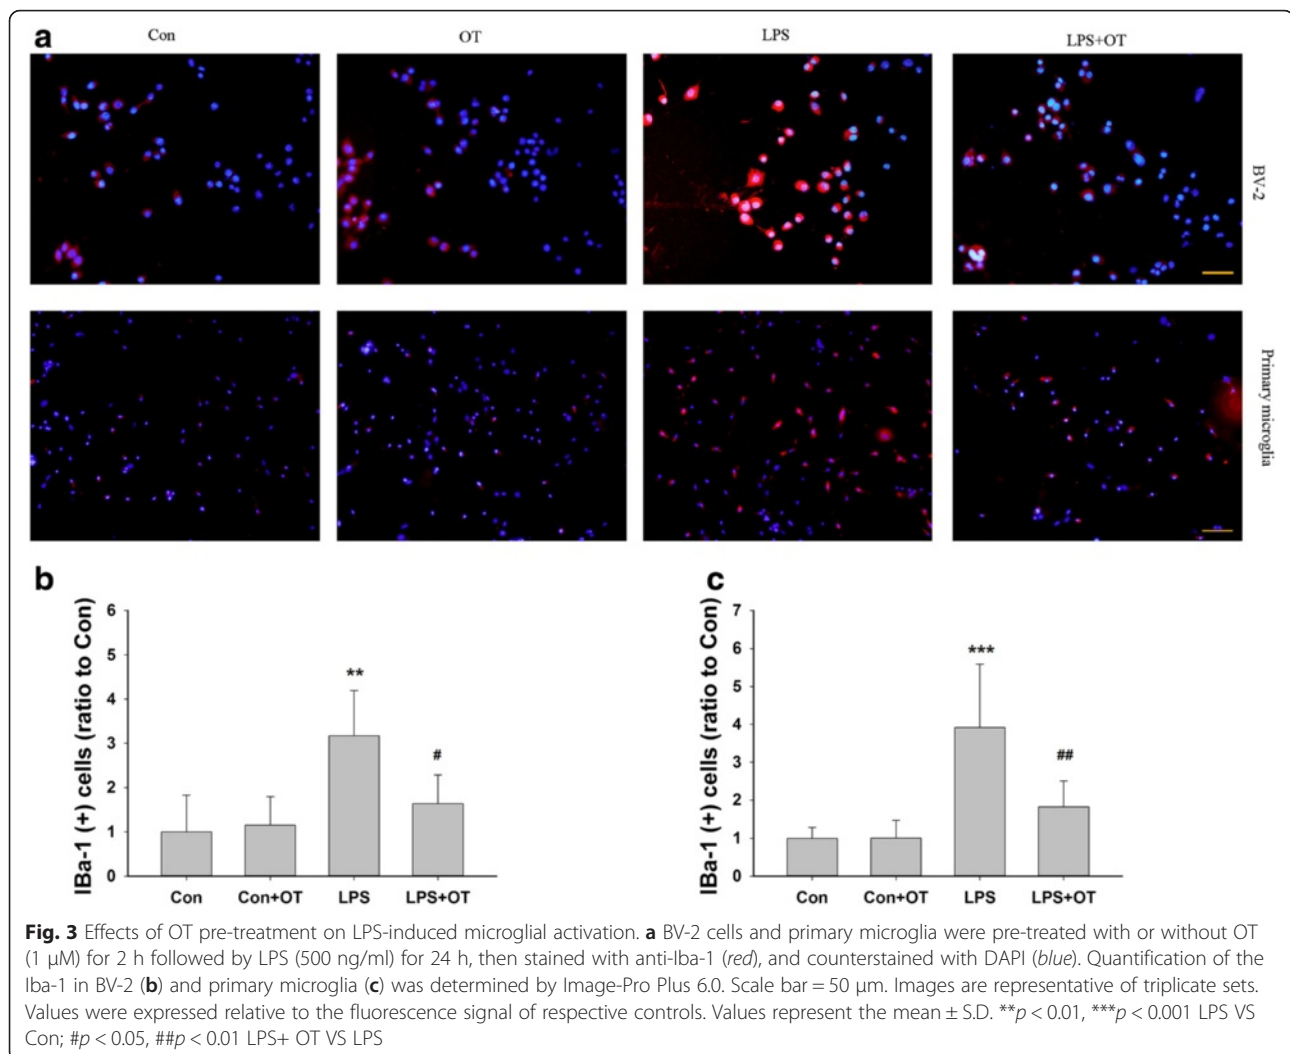 a
Con
OT
LPS
LPS+OT
BV-2
Primary microglia
b
IBa-1 (+) cells (ratio to Con)
6
5
4
3
2
1
0
**
#
Con
Con+OT
LPS
LPS+OT
c
IBa-1 (+) cells (ratio to Con)
7
6
5
4
3
2
1
0
***
##
Con
Con+OT
LPS
LPS+OT
Fig. 3 Effects of OT pre-treatment on LPS-induced microglial activation. a BV-2 cells and primary microglia were pre-treated with or without OT
(1 μM) for 2 h followed by LPS (500 ng/ml) for 24 h, then stained with anti-Iba-1 (red), and counterstained with DAPI (blue). Quantification of the
Iba-1 in BV-2 (b) and primary microglia (c) was determined by Image-Pro Plus 6.0. Scale bar = 50 μm. Images are representative of triplicate sets.
Values were expressed relative to the fluorescence signal of respective controls. Values represent the mean ± S.D. **p < 0.01, ***p < 0.001 LPS VS
Con; #p < 0.05, ##p < 0.01 LPS+ OT VS LPS